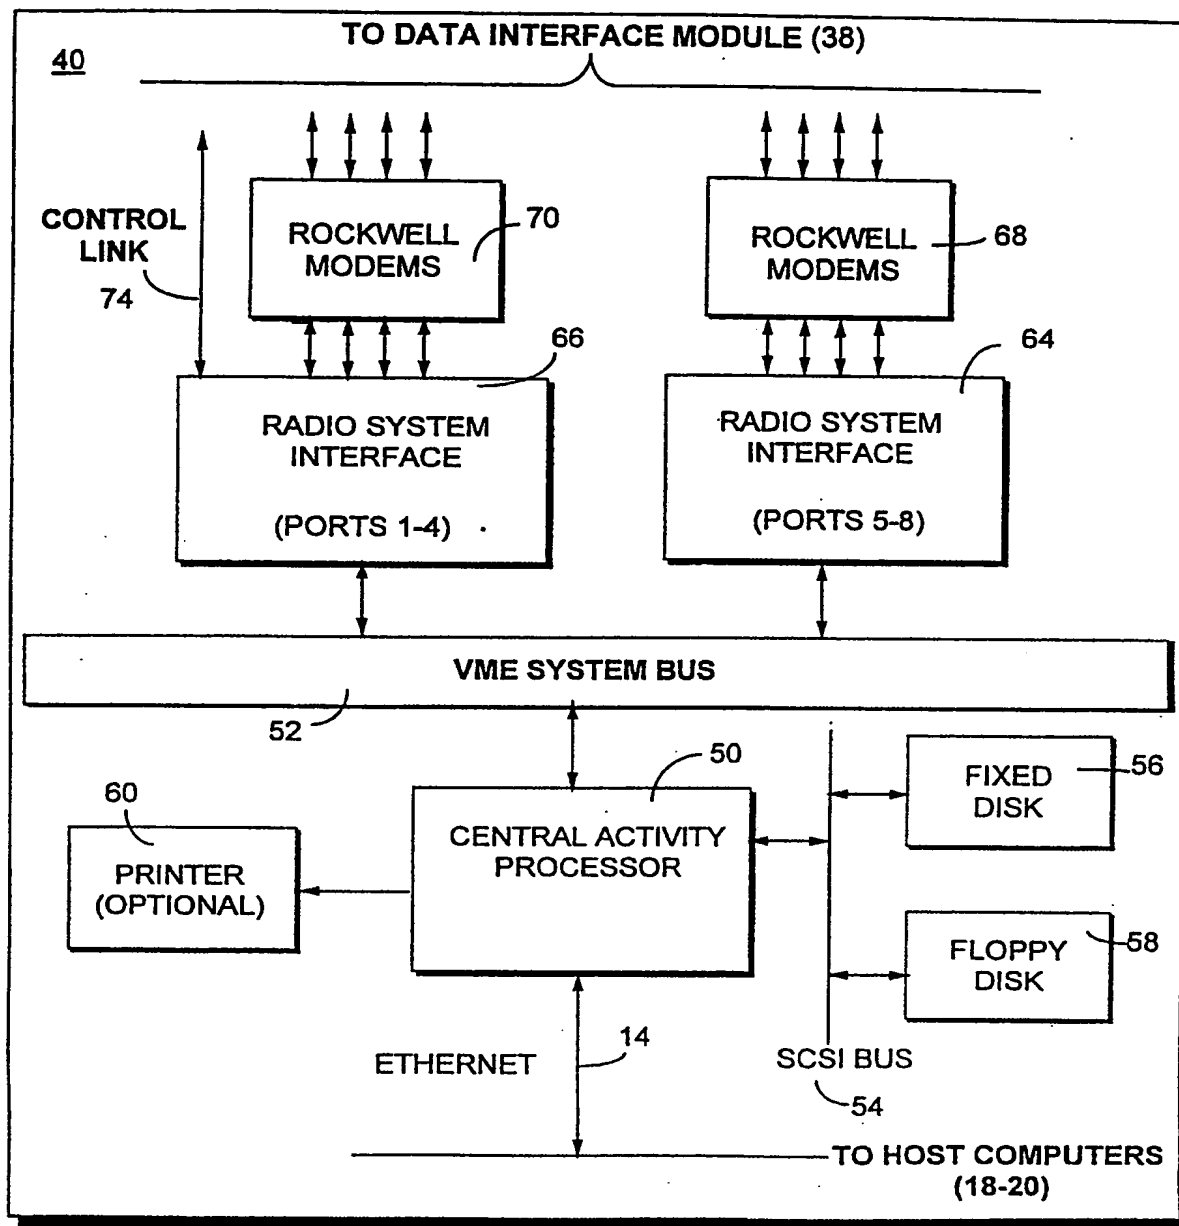 TO DATA INTERFACE MODULE (38)
40
CONTROL
LINK
74
ROCKWELL
MODEMS
70
ROCKWELL
MODEMS
68
66
RADIO SYSTEM
INTERFACE
(PORTS 1-4)
64
RADIO SYSTEM
INTERFACE
(PORTS 5-8)
VME SYSTEM BUS
52
50
CENTRAL ACTIVITY
PROCESSOR
60
PRINTER
(OPTIONAL)
FIXED
DISK
56
FLOPPY
DISK
58
ETHERNET
14
SCSI BUS
54
TO HOST COMPUTERS
(18-20)